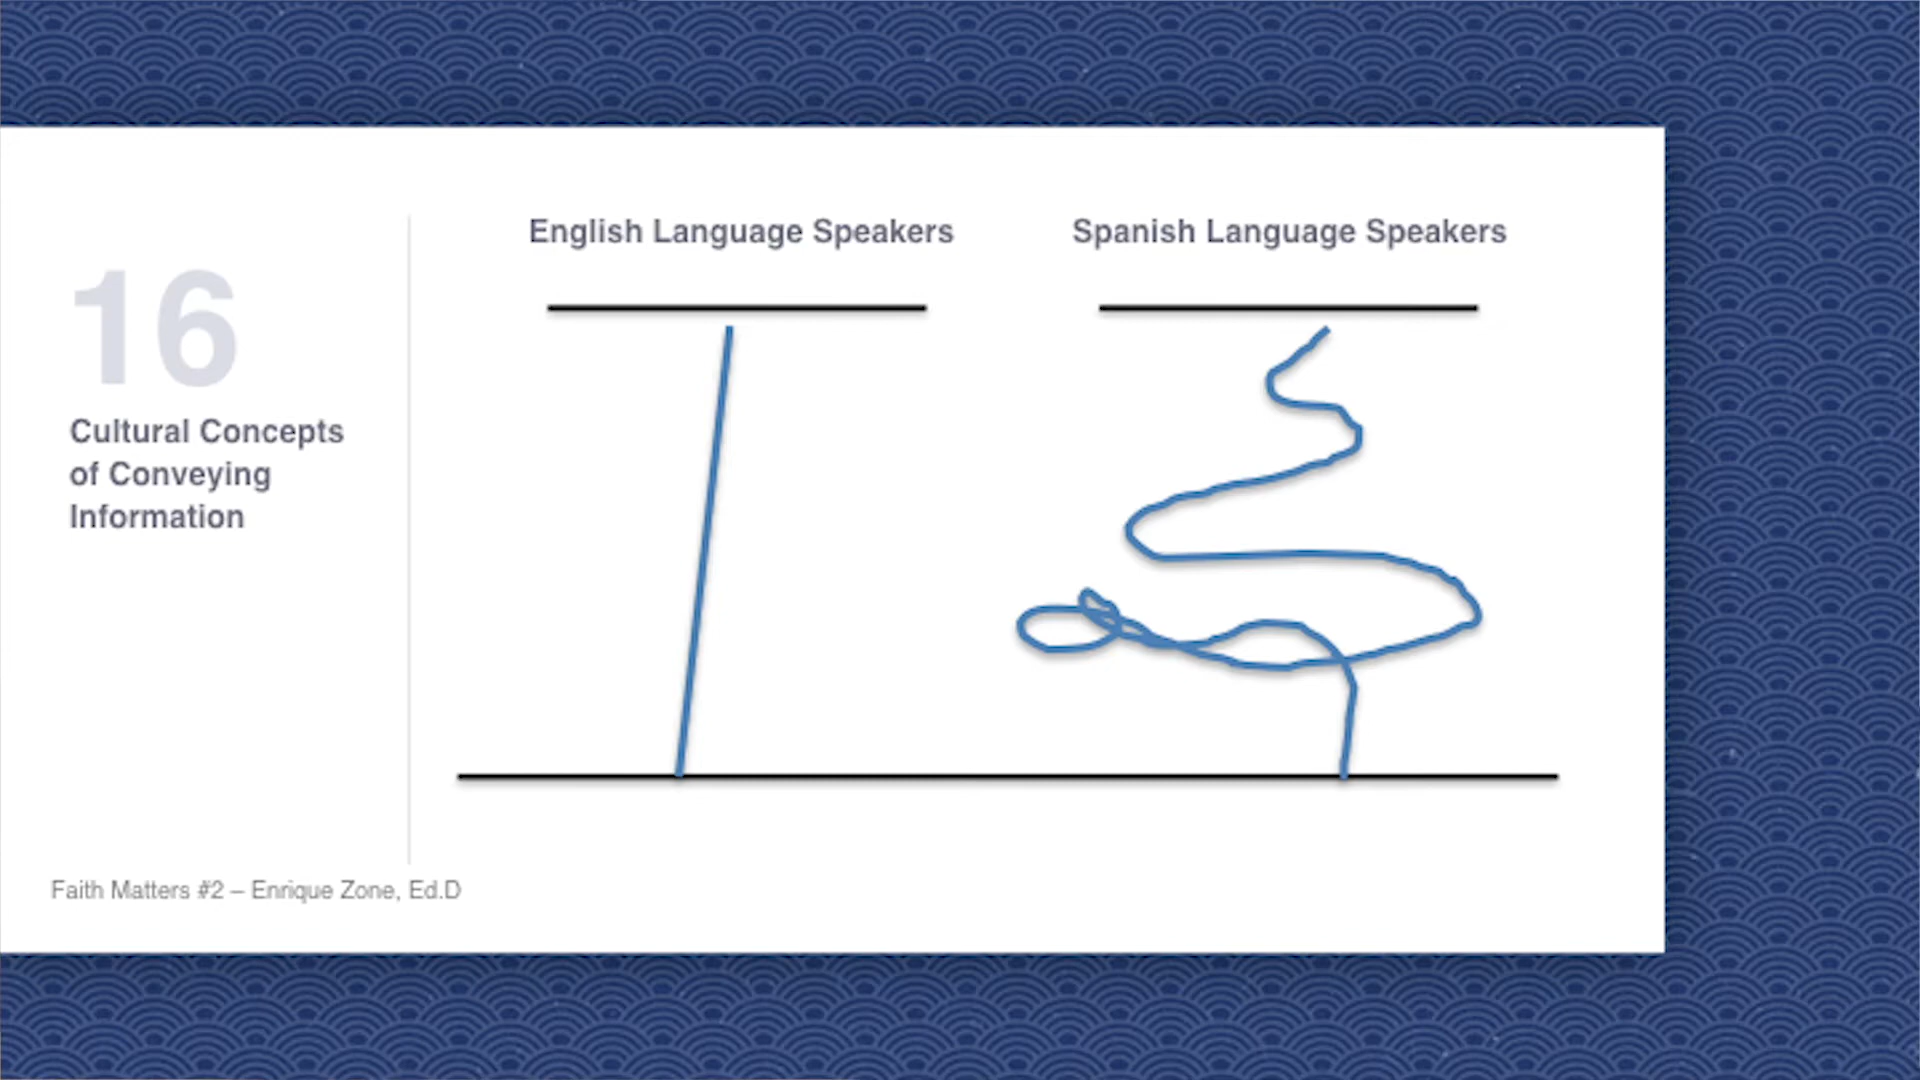 16
Cultural Concepts
of Conveying
Information
English Language Speakers
Spanish Language Speakers
Faith Matters #2 – Enrique Zone, Ed.D